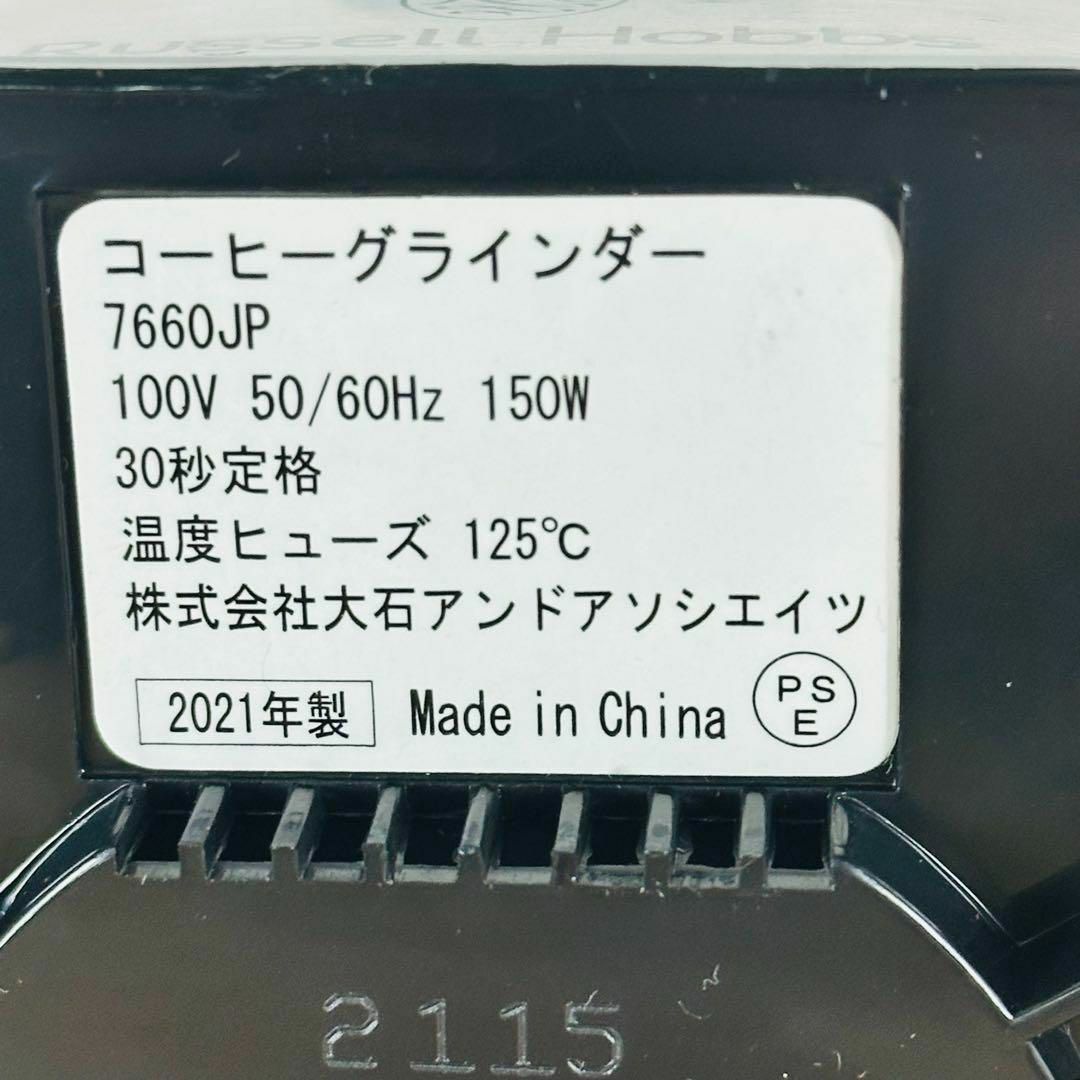 Russell Hobbs
コーヒーグラインダー
7660JP
100V 50/60Hz 150W
30秒定格
温度ヒューズ 125℃
株式会社大石アンドアソシエイツ
2021年製 Made in China PSE
2115